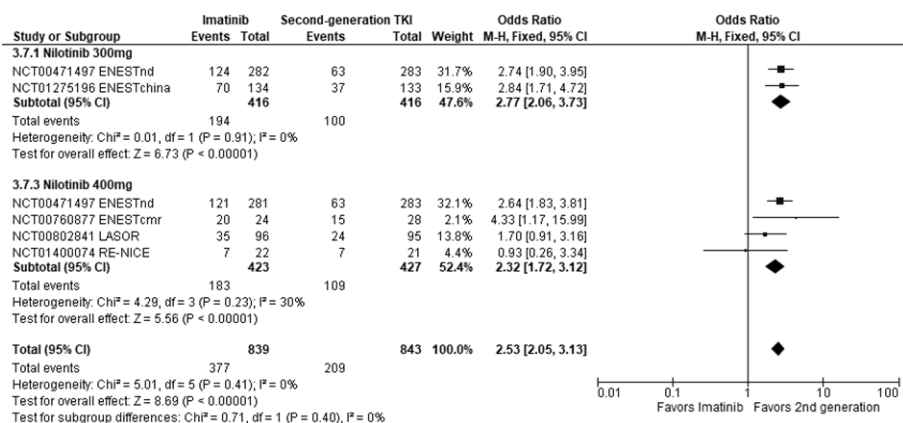 Imatinib Second-generation TKI Odds Ratio Odds Ratio
Study or Subgroup Events Total Events Total Weight M-H, Fixed, 95% CI M-H, Fixed, 95% CI
3.7.1 Nilotinib 300mg
NCT00471497 ENESTnd 124 282 63 283 31.7% 2.74 [1.90, 3.95]
NCT01275196 ENESTchina 70 134 37 133 15.9% 2.84 [1.71, 4.72]
Subtotal (95% CI) 416 416 47.6% 2.77 [2.06, 3.73]
Total events 194 100
Heterogeneity: Chi² = 0.01, df = 1 (P = 0.91); I² = 0%
Test for overall effect: Z = 6.73 (P < 0.00001)
3.7.3 Nilotinib 400mg
NCT00471497 ENESTnd 121 281 63 283 32.1% 2.64 [1.83, 3.81]
NCT00760877 ENESTcmr 20 24 15 28 2.1% 4.33 [1.17, 15.99]
NCT00802841 LASOR 35 96 24 95 13.8% 1.70 [0.91, 3.16]
NCT01400074 RE-NICE 7 22 7 21 4.4% 0.93 [0.26, 3.34]
Subtotal (95% CI) 423 427 52.4% 2.32 [1.72, 3.12]
Total events 183 109
Heterogeneity: Chi² = 4.29, df = 3 (P = 0.23); I² = 30%
Test for overall effect: Z = 5.56 (P < 0.00001)
Total (95% CI) 839 843 100.0% 2.53 [2.05, 3.13]
Total events 377 209
Heterogeneity: Chi² = 5.01, df = 5 (P = 0.41); I² = 0%
Test for overall effect: Z = 8.69 (P < 0.00001)
Test for subgroup differences: Chi² = 0.71, df = 1 (P = 0.40), I² = 0%
0.01 0.1 1 10 100
Favors Imatinib Favors 2nd generation